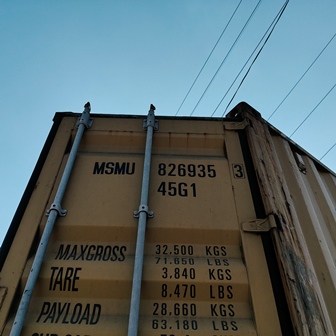 MSMU 826935 3
45G1
MAXGROSS 32,500 KGS
71.650 LBS
TARE 3.840 KGS
8.470 LBS
PAYLOAD 28.660 KGS
63.180 LBS